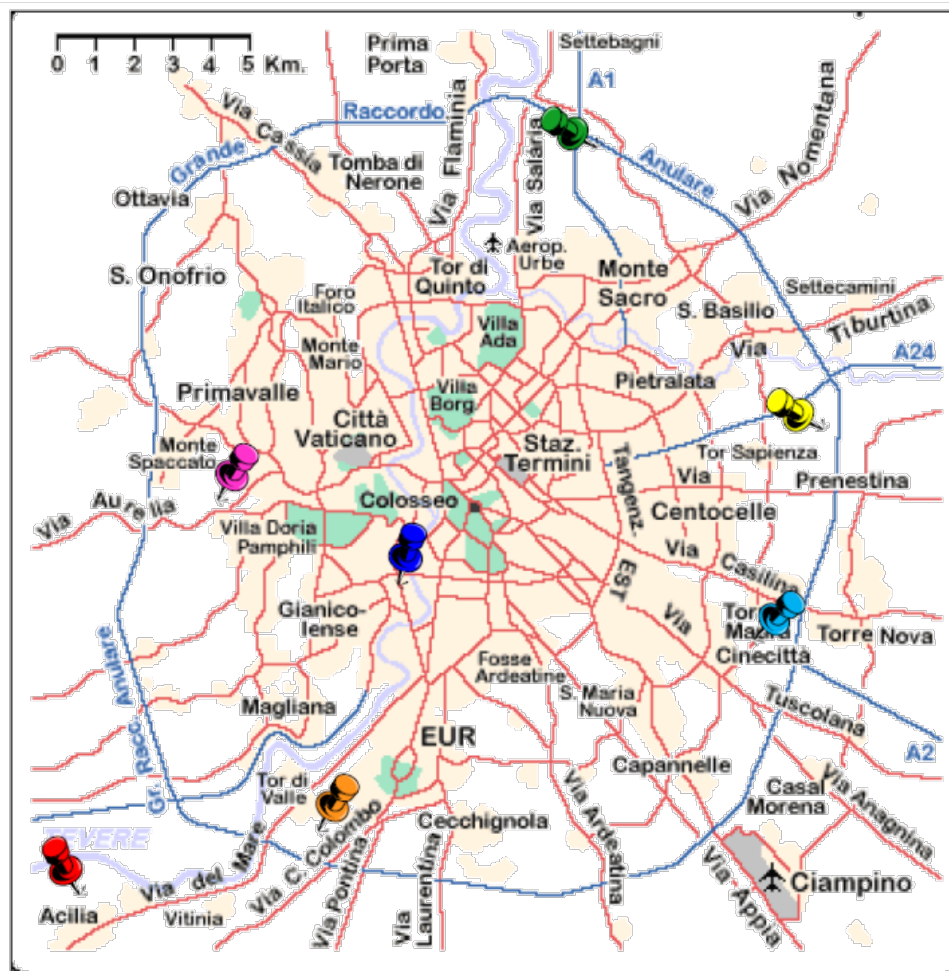 Settebagni
Prima
Porta
0 1 2 3 4 5 Km.
A1
Via Cassia
Raccordo
Via Flaminia
Via Salaria
Via Nomentana
Grande
Anulare
Tomba di
Nerone
Ottavia
Aerop.
Urbe
S. Onofrio
Tor di
Quinto
Monte
Sacro
Settecamini
Foro
Italico
S. Basilio
Tiburtina
Villa
Ada
Via
Monte
Mario
A24
Primavalle
Villa
Borg.
Pietralata
Città
Vaticano
Monte
Spaccato
Staz.
Termini
Tor Sapienza
Tangenz.
EST
Via
Prenestina
Via Aurelia
Colosseo
Centocelle
Villa Doria
Pamphili
Via
Casilina
Gianico-
lense
Via
Torre Nova
Cinecittà
Fosse
Ardeatine
S. Maria
Nuova
Tuscolana
Gr. Racc. Anulare
Magliana
EUR
A2
Capannelle
Tor di
Valle
Casal
Morena
Via Anagnina
Via Ardeatina
Cecchignola
TEVERE
Via del Mare
Via C. Colombo
Via Pontina
Via
Laurentina
Via Appia
Ciampino
Acilia
Vitinia